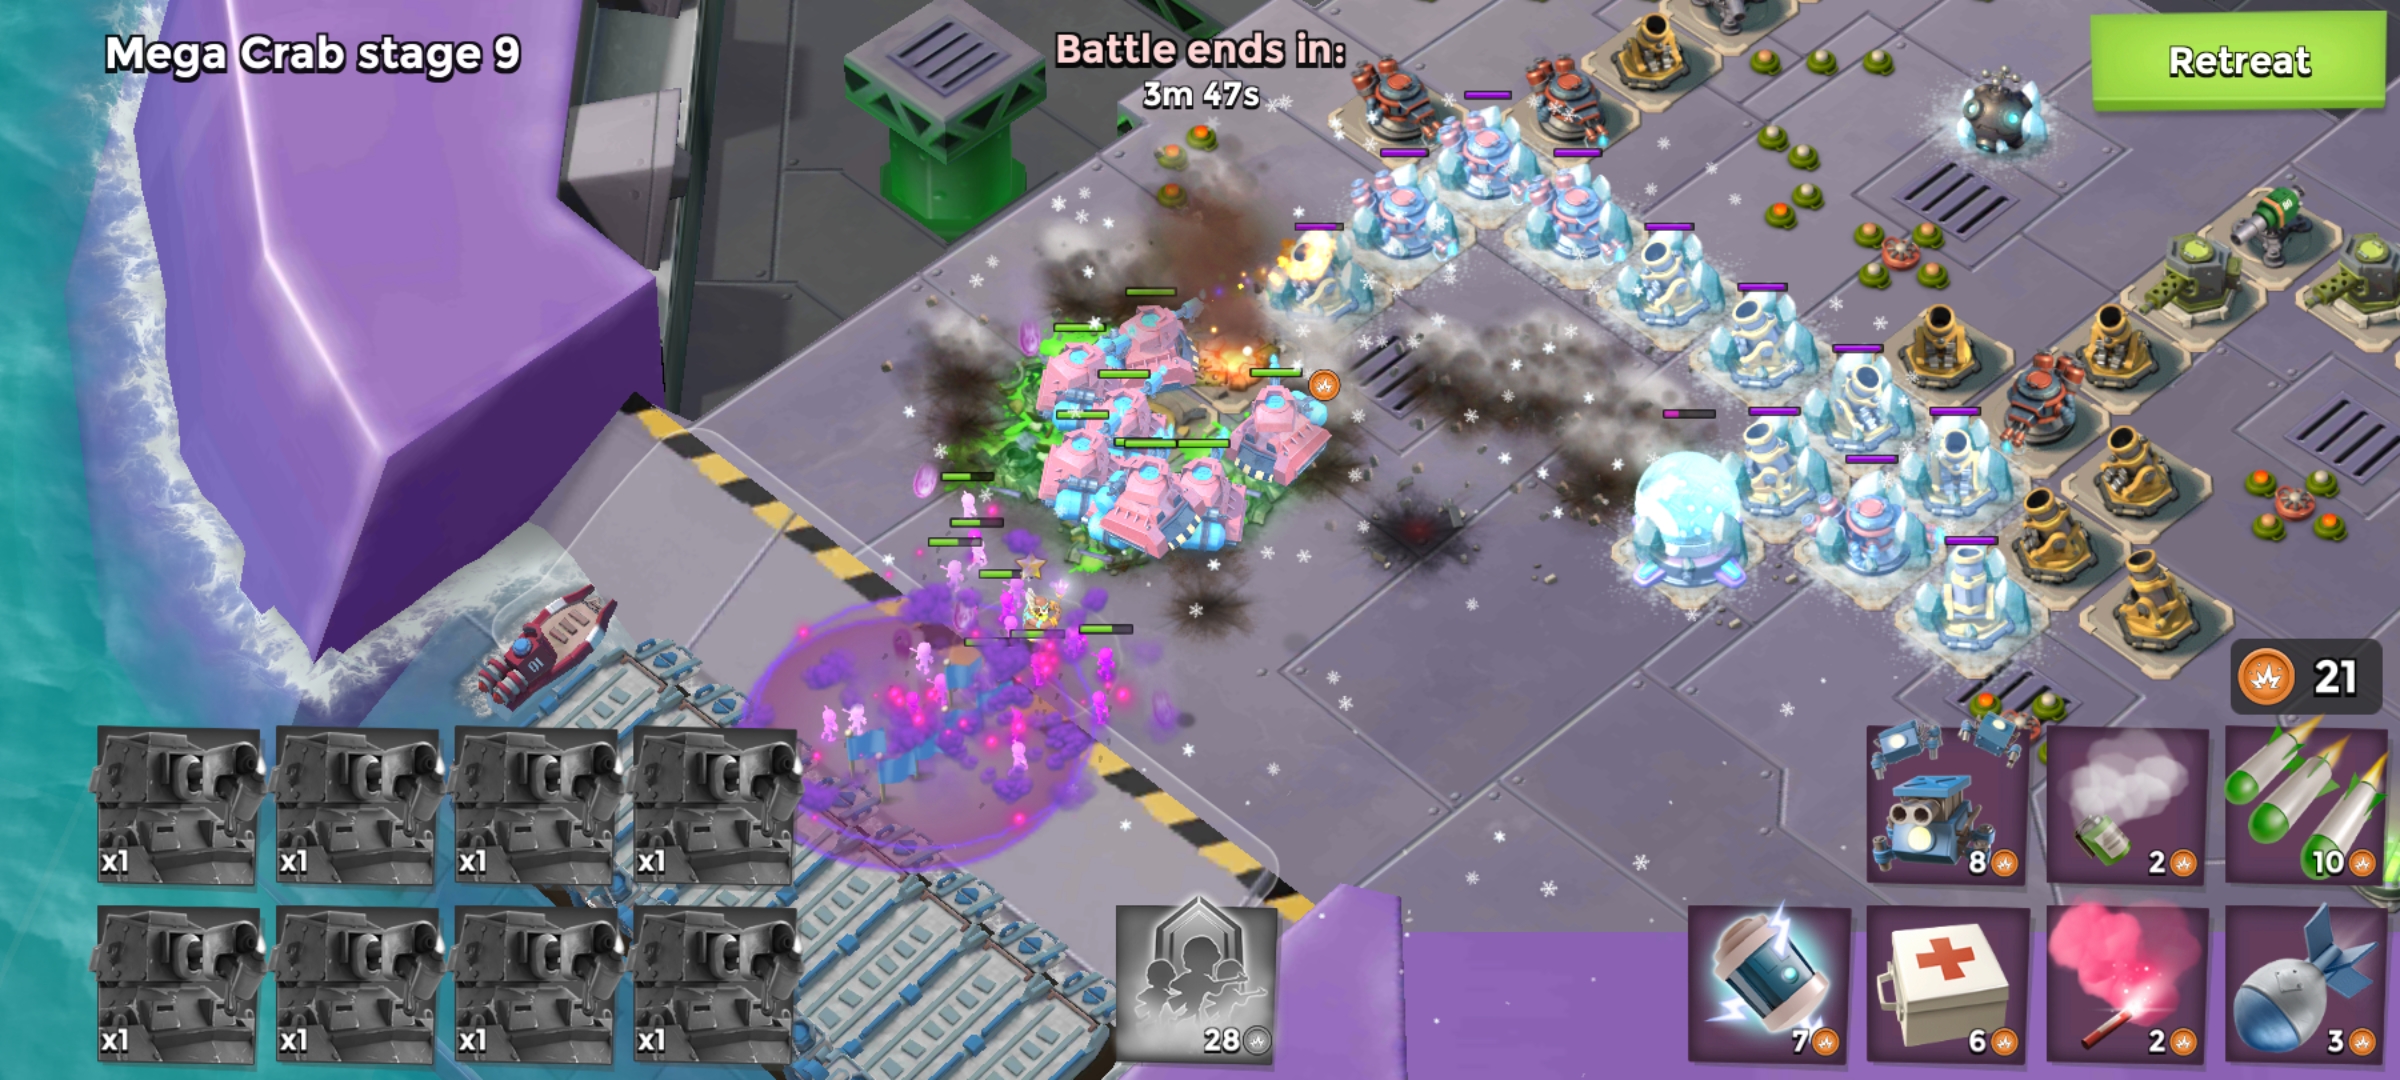 Mega Crab stage 9
Battle ends in:
3m 47s
Retreat
21
x1
x1
x1
x1
8
2
10
x1
x1
x1
x1
28
7
6
2
3